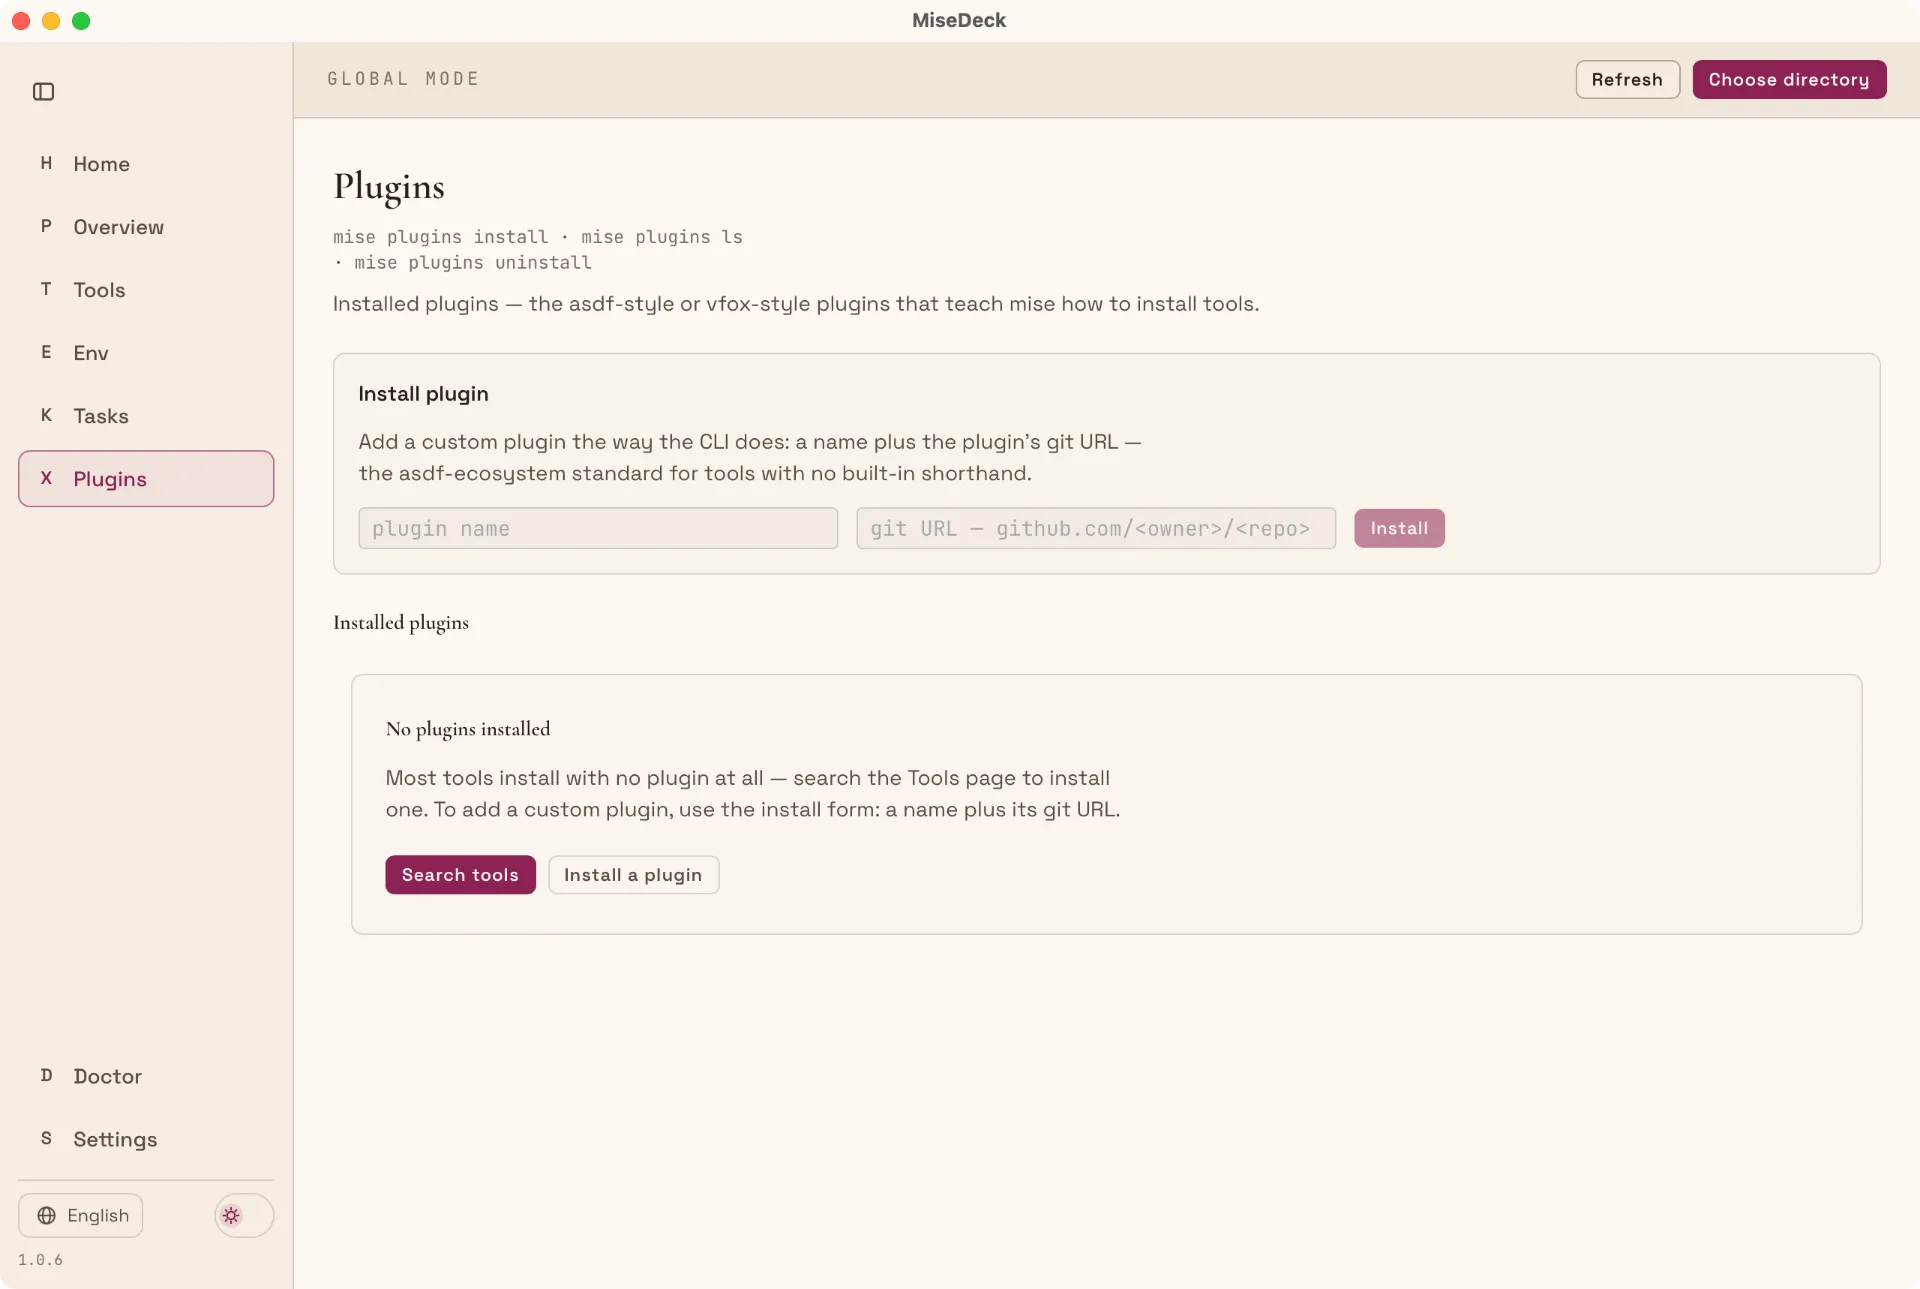 MiseDeck
GLOBAL MODE
Refresh
Choose directory
H Home
P Overview
T Tools
E Env
K Tasks
X Plugins
D Doctor
S Settings
English
1.0.6
Plugins
mise plugins install · mise plugins ls
· mise plugins uninstall
Installed plugins — the asdf-style or vfox-style plugins that teach mise how to install tools.
Install plugin
Add a custom plugin the way the CLI does: a name plus the plugin’s git URL —
the asdf-ecosystem standard for tools with no built-in shorthand.
plugin name
git URL — github.com/<owner>/<repo>
Install
Installed plugins
No plugins installed
Most tools install with no plugin at all — search the Tools page to install
one. To add a custom plugin, use the install form: a name plus its git URL.
Search tools
Install a plugin